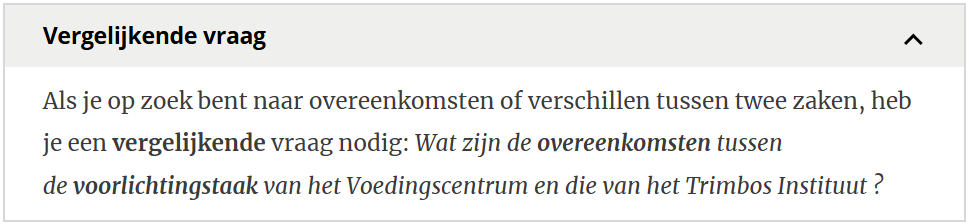 Vergelijkende vraag
Als je op zoek bent naar overeenkomsten of verschillen tussen twee zaken, heb
je een vergelijkende vraag nodig: Wat zijn de overeenkomsten tussen
de voorlichtingstaak van het Voedingscentrum en die van het Trimbos Instituut ?